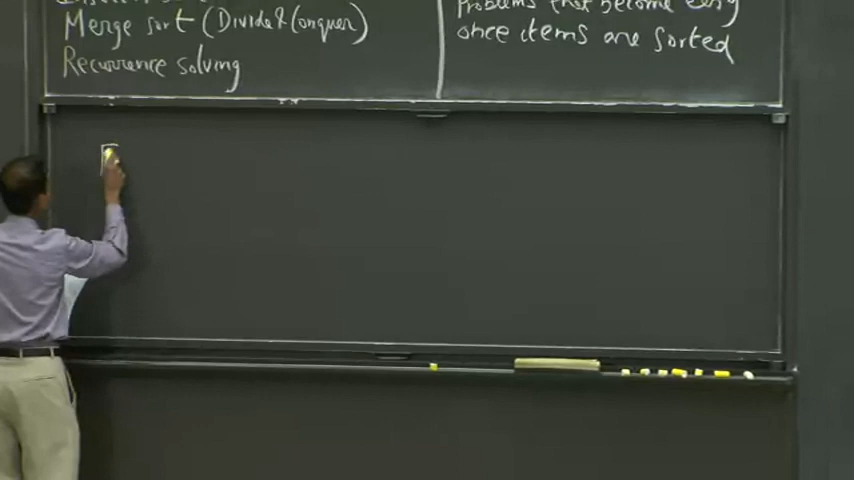 Merge sort (Divide & Conquer)
Recurrence solving
Problems that become easy
once items are sorted